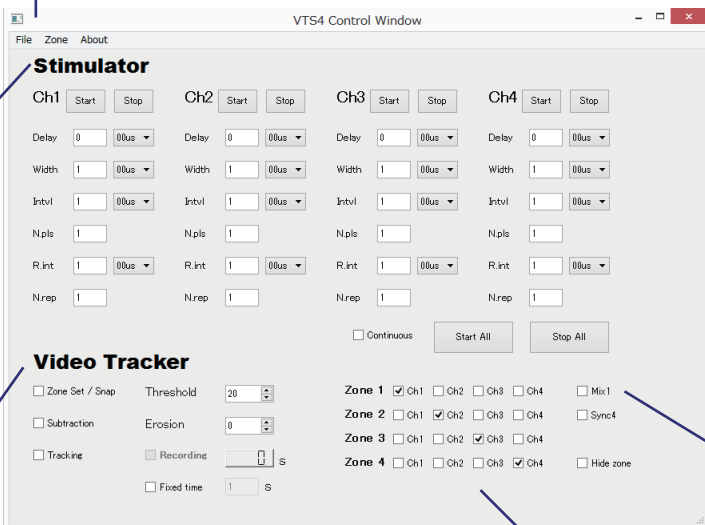 VTS4 Control Window
File Zone About
Stimulator
Ch1 Start Stop Ch2 Start Stop Ch3 Start Stop Ch4 Start Stop
Delay 0 00us Delay 0 00us Delay 0 00us Delay 0 00us
Width 1 00us Width 1 00us Width 1 00us Width 1 00us
Intvl 1 00us Intvl 1 00us Intvl 1 00us Intvl 1 00us
N.pls 1 N.pls 1 N.pls 1 N.pls 1
R.int 1 00us R.int 1 00us R.int 1 00us R.int 1 00us
N.rep 1 N.rep 1 N.rep 1 N.rep 1
Continuous Start All Stop All
Video Tracker
Zone Set / Snap Threshold 20 Zone 1 Ch1 Ch2 Ch3 Ch4 Mix1
Subtraction Erosion 0 Zone 2 Ch1 Ch2 Ch3 Ch4 Sync4
Zone 3 Ch1 Ch2 Ch3 Ch4
Tracking Recording 0 s Zone 4 Ch1 Ch2 Ch3 Ch4 Hide zone
Fixed time 1 s